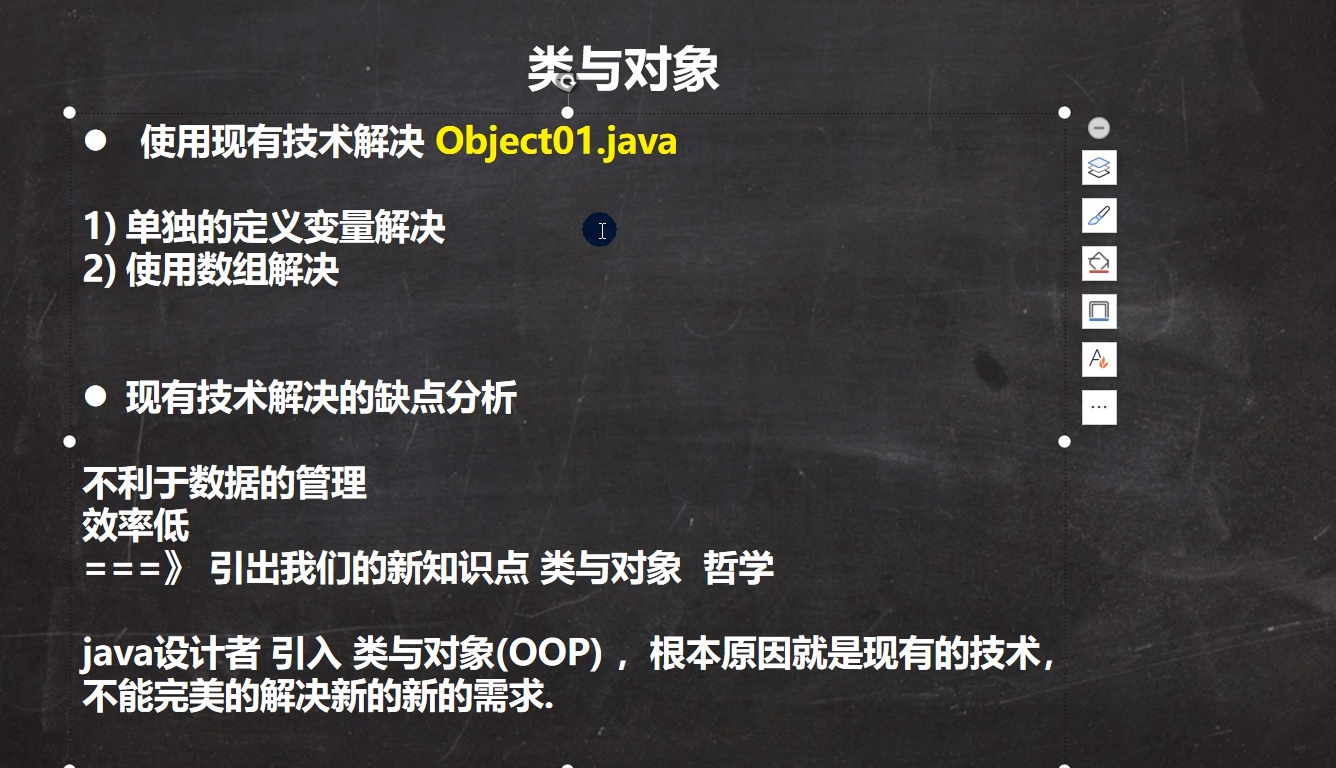 类与对象
● 使用现有技术解决 Object01.java
1) 单独的定义变量解决
2) 使用数组解决
● 现有技术解决的缺点分析
不利于数据的管理
效率低
===》 引出我们的新知识点 类与对象 哲学
java设计者 引入 类与对象(OOP) ，根本原因就是现有的技术，
不能完美的解决新的新的需求.